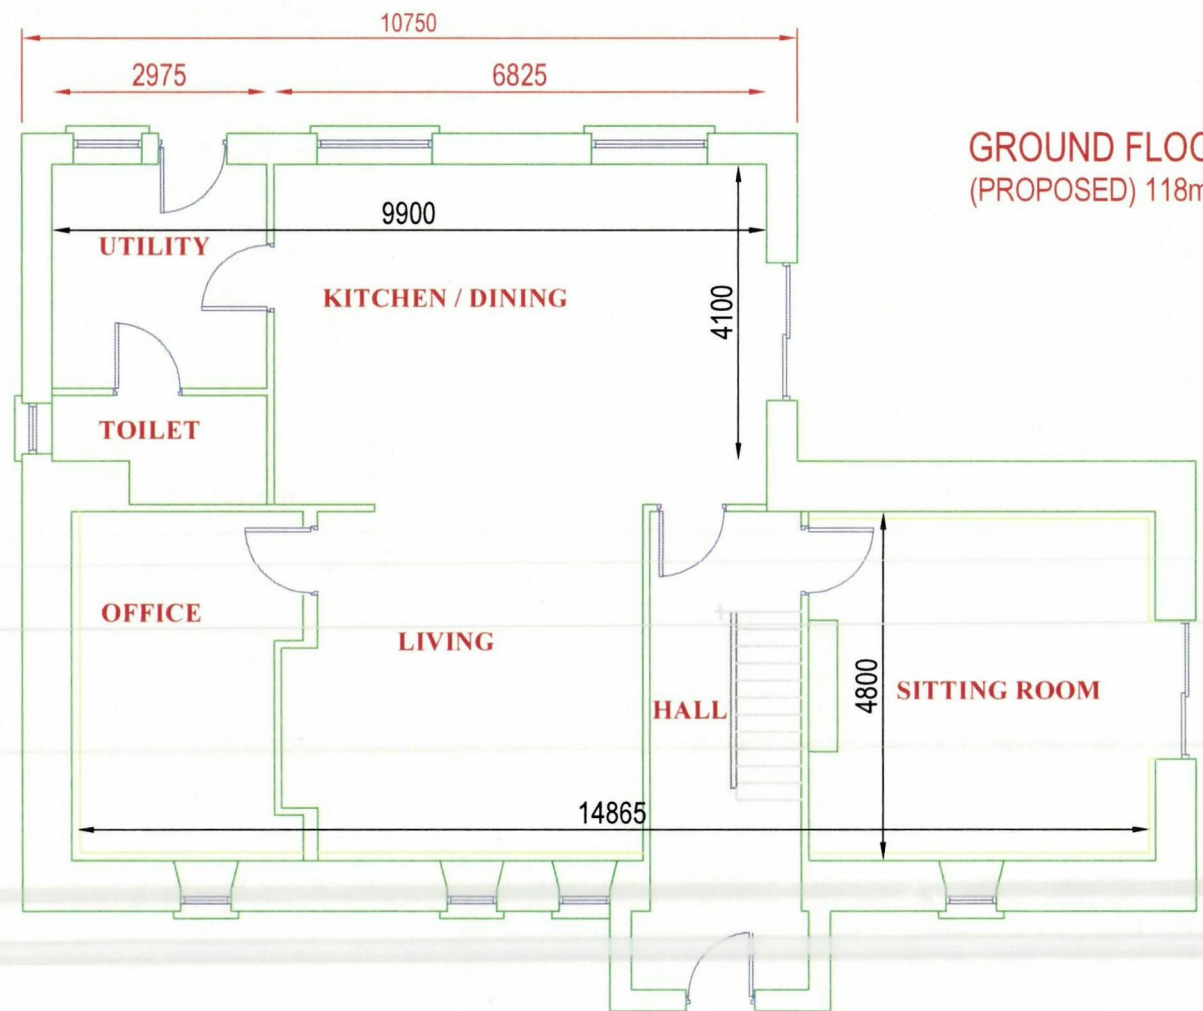 10750
2975
6825
GROUND FLOO
(PROPOSED) 118m
9900
UTILITY
KITCHEN / DINING
4100
TOILET
OFFICE
LIVING
4800
SITTING ROOM
HALL
14865